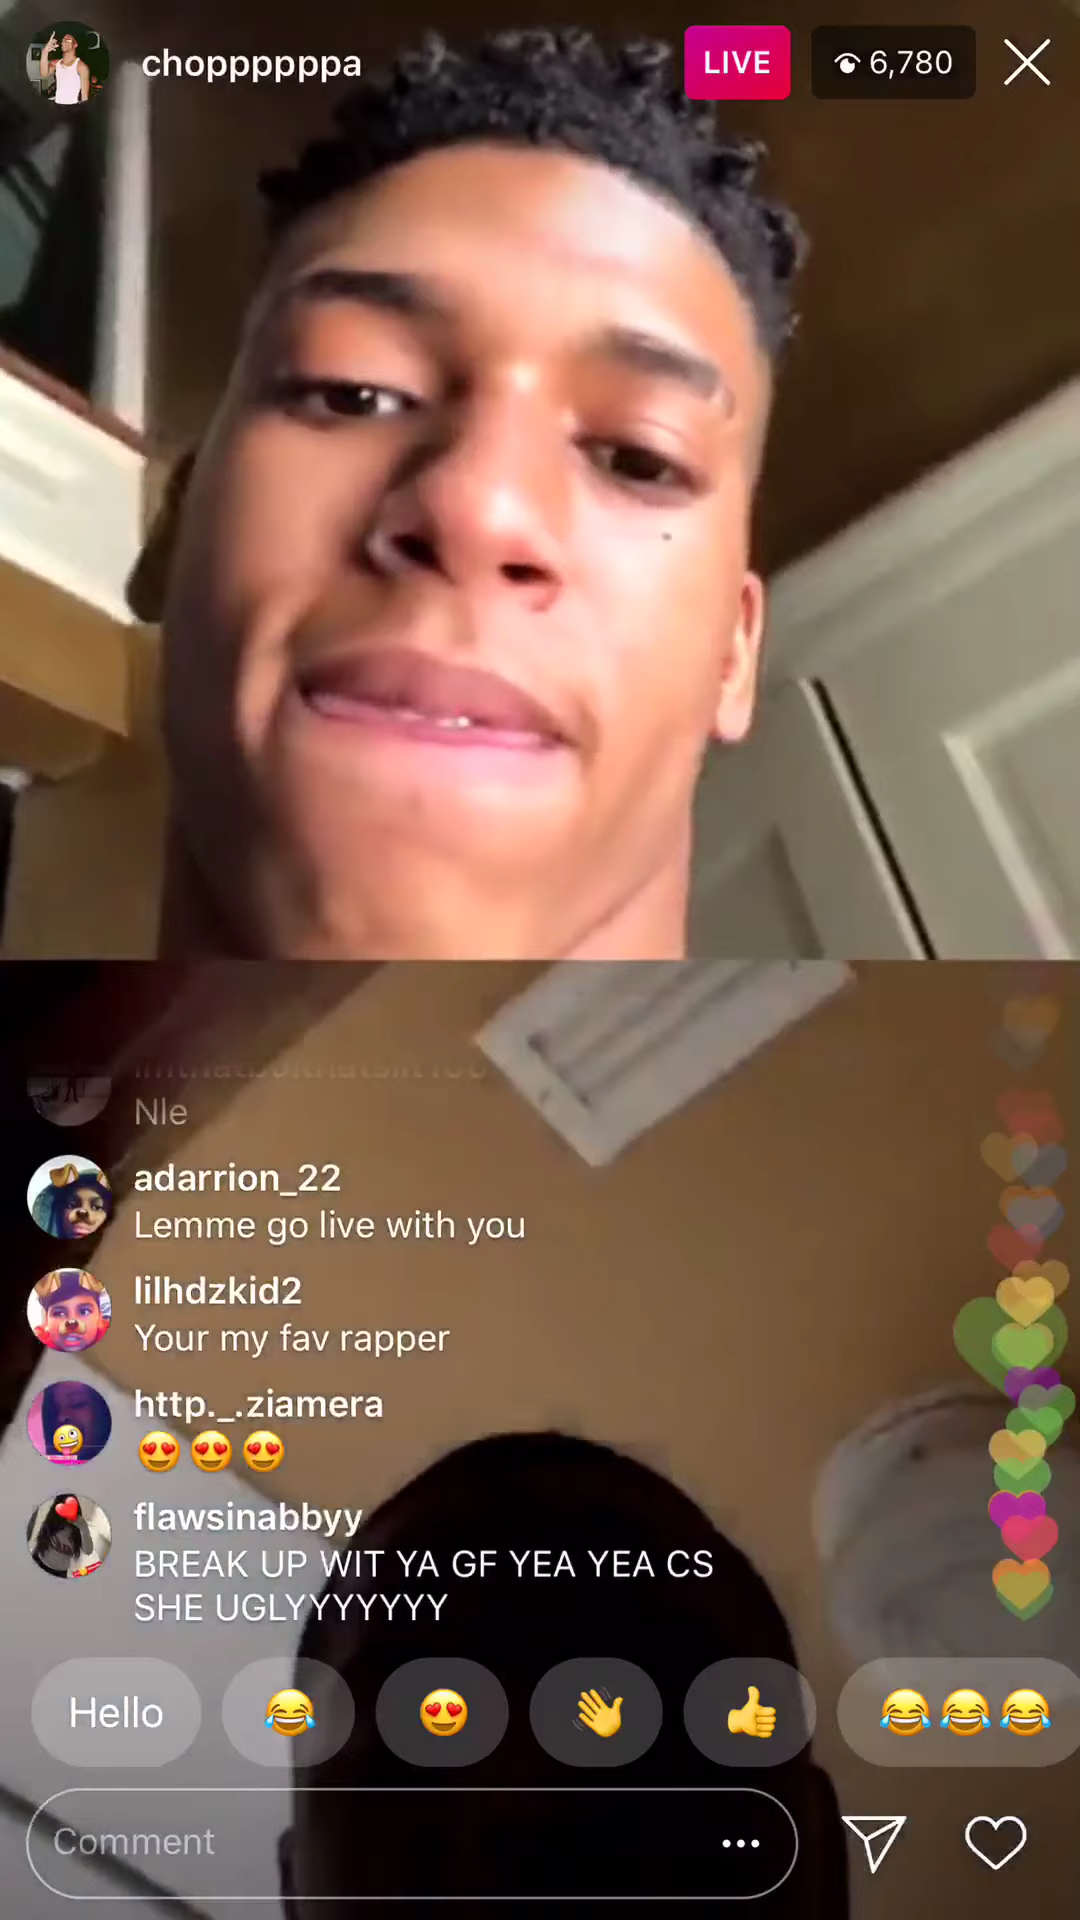 choppppppa
LIVE
6,780
Nle
adarrion_22
Lemme go live with you
lilhdzkid2
Your my fav rapper
http._.ziamera
😍😍😍
flawsinabbyy
BREAK UP WIT YA GF YEA YEA CS
SHE UGLYYYYYYY
Hello
😂 😍 👋 👍 😂😂😂
Comment